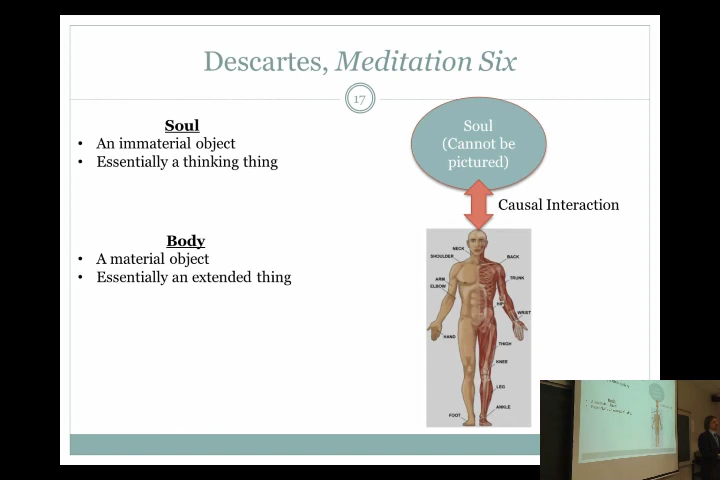 Descartes, Meditation Six
17
Soul
• An immaterial object
• Essentially a thinking thing
Body
• A material object
• Essentially an extended thing
Soul
(Cannot be
pictured)
Causal Interaction
NECK
SHOULDER
BACK
ARM
TRUNK
ELBOW
HIP
WRIST
HAND
THIGH
KNEE
LEG
ANKLE
FOOT